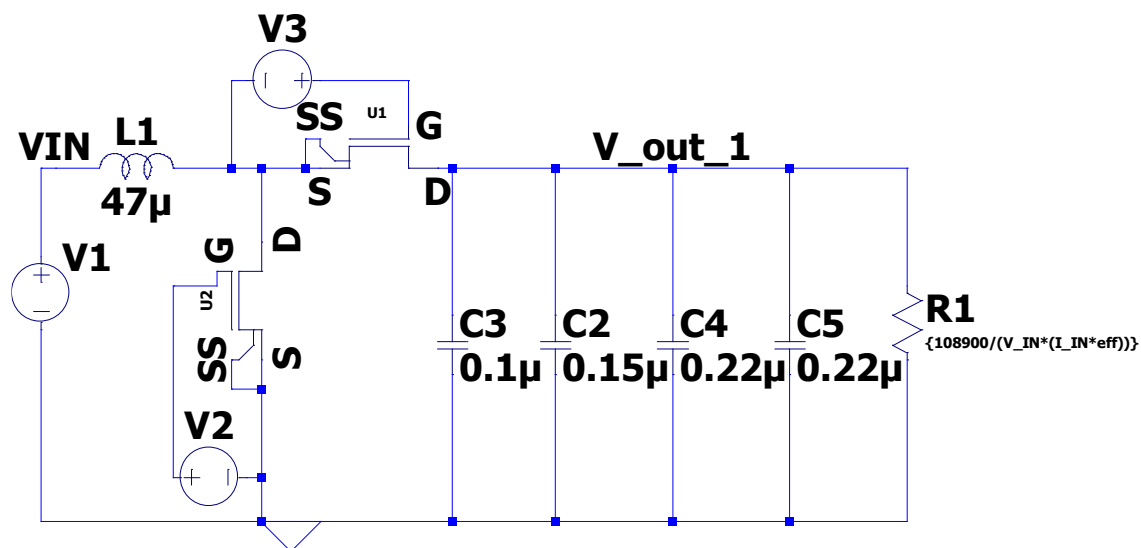 V3
SS
U1
G
VIN
L1
V_out_1
47µ
S
D
V1
G
D
U2
SS
S
C3
0.1µ
C2
0.15µ
C4
0.22µ
C5
0.22µ
R1
{108900/(V_IN*(I_IN*eff))}
V2